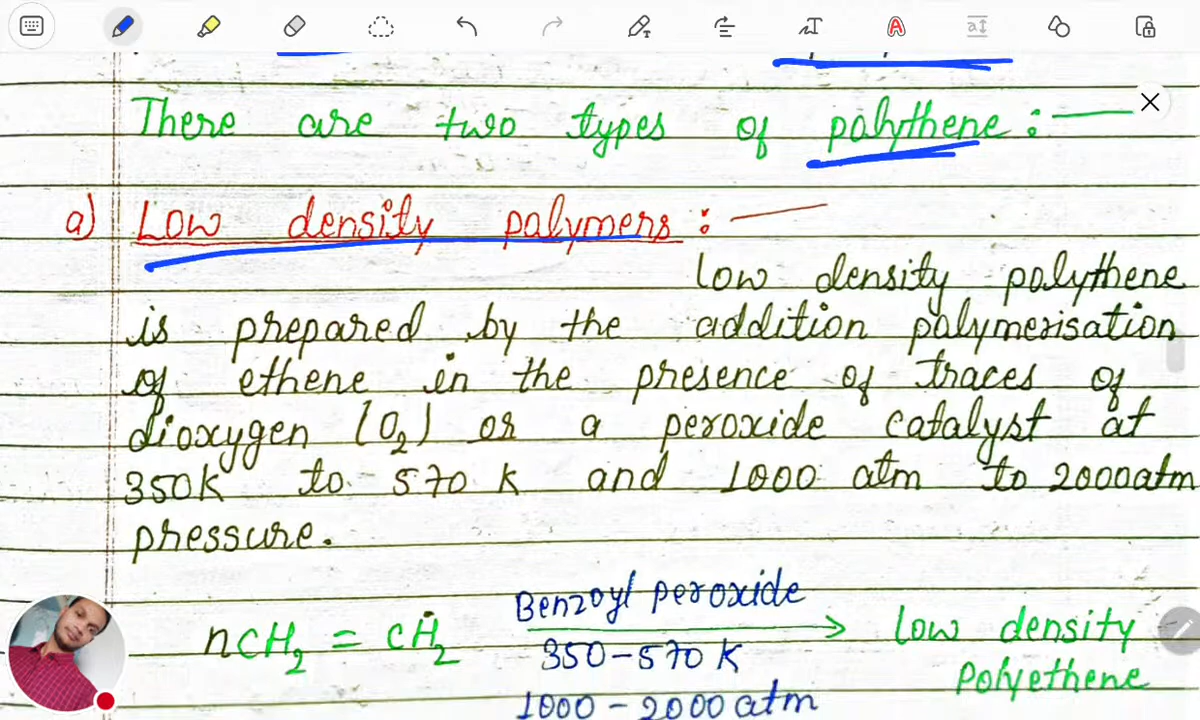 There are two types of polythene :-
a) Low density polymers :-
low density polythene
is prepared by the addition polymerisation
of ethene in the presence of traces of
dioxygen (O₂) or a peroxide catalyst at
350K to 570 K and 1000 atm to 2000atm
pressure.
nCH₂ = CH₂ Benzoyl peroxide → low density
350-570 K Polyethene
1000-2000 atm